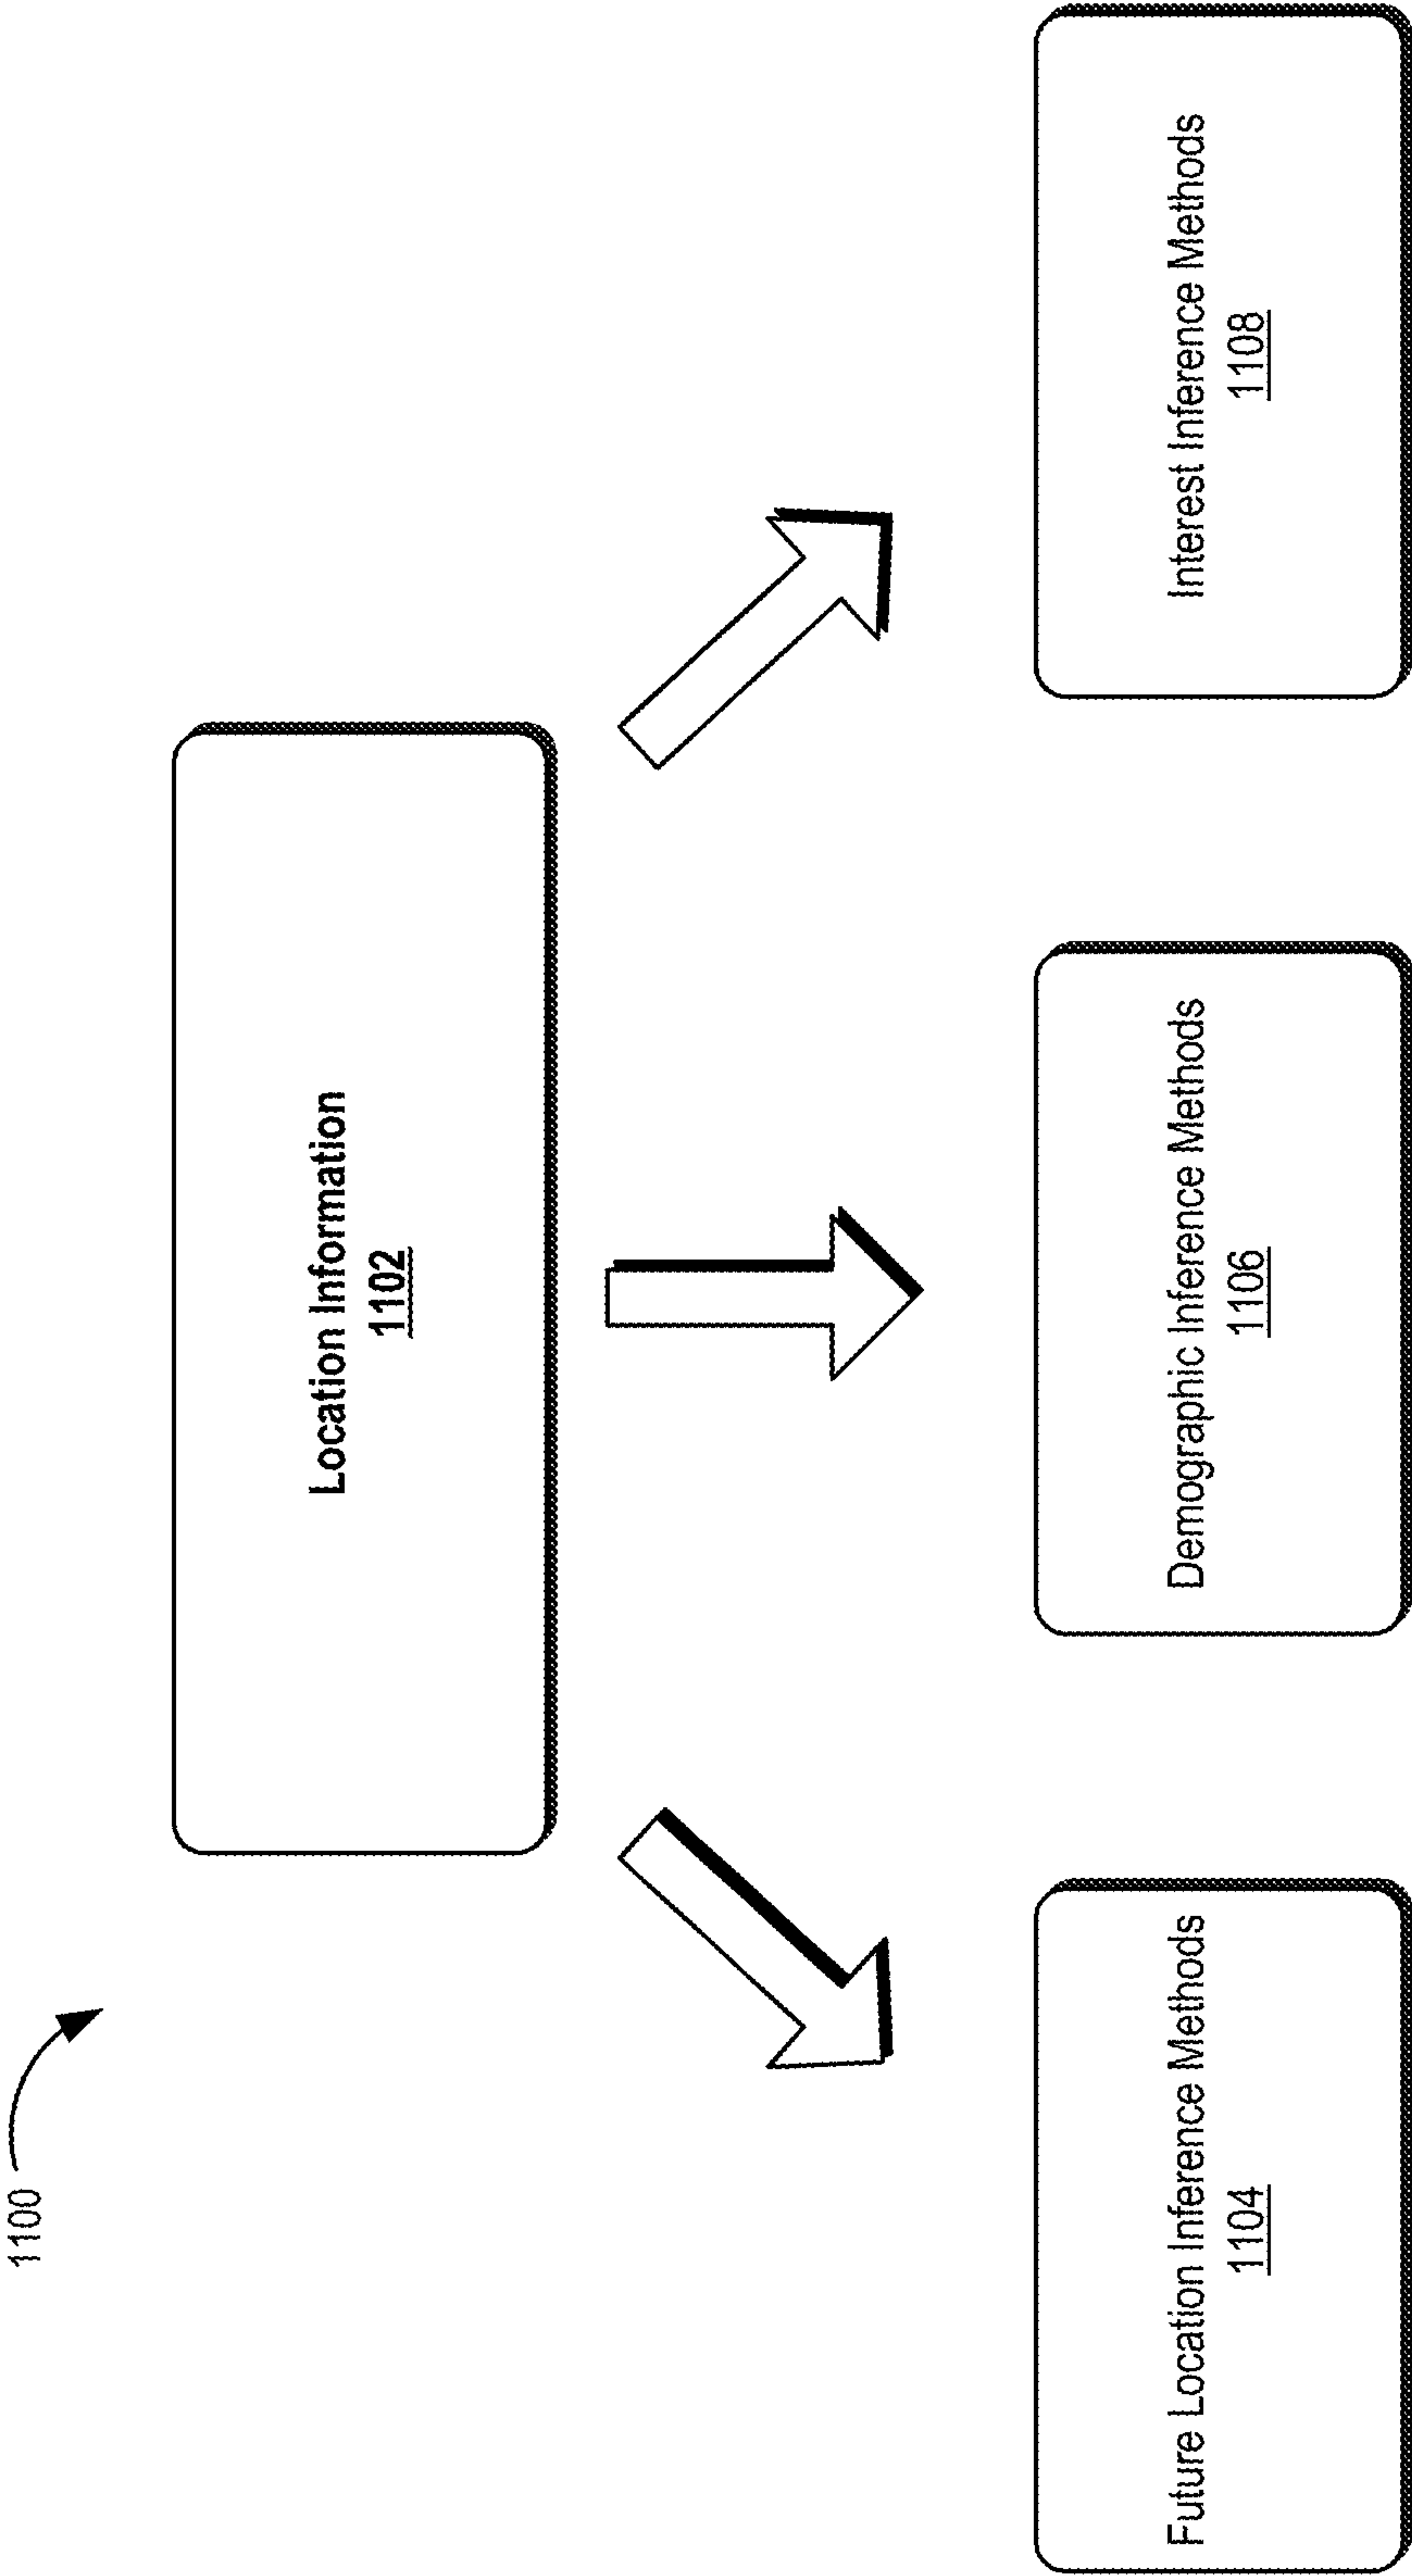 1100
Location Information
1102
Future Location Inference Methods
1104
Demographic Inference Methods
1106
Interest Inference Methods
1108